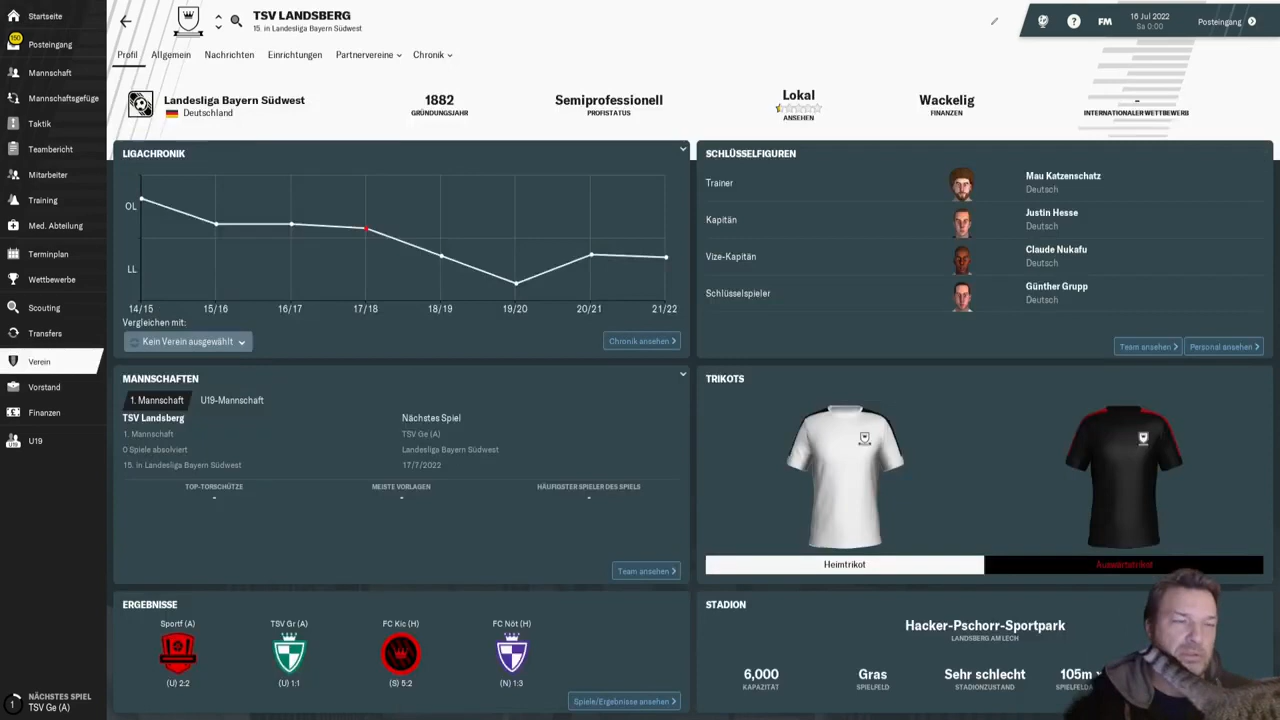 Startseite
Posteingang
150
Mannschaft
Mannschaftsgefüge
Taktik
Teambericht
Mitarbeiter
Training
Med. Abteilung
Terminplan
Wettbewerbe
Scouting
Transfers
Verein
Vorstand
Finanzen
U19
1
NÄCHSTES SPIEL
TSV Ge (A)
TSV LANDSBERG
15. in Landesliga Bayern Südwest
?
FM
16 Jul 2022
Sa 0:00
Posteingang
Profil
Allgemein
Nachrichten
Einrichtungen
Partnervereine
Chronik
Landesliga Bayern Südwest
Deutschland
1882
GRÜNDUNGSJAHR
Semiprofessionell
PROFISTATUS
Lokal
ANSEHEN
Wackelig
FINANZEN
-
INTERNATIONALER WETTBEWERB
LIGACHRONIK
OL
LL
14/15 15/16 16/17 17/18 18/19 19/20 20/21 21/22
Vergleichen mit:
Kein Verein ausgewählt
Chronik ansehen
SCHLÜSSELFIGUREN
Trainer
Mau Katzenschatz
Deutsch
Kapitän
Justin Hesse
Deutsch
Vize-Kapitän
Claude Nukafu
Deutsch
Schlüsselspieler
Günther Grupp
Deutsch
Team ansehen
Personal ansehen
MANNSCHAFTEN
1. Mannschaft
U19-Mannschaft
TSV Landsberg
1. Mannschaft
0 Spiele absolviert
15. in Landesliga Bayern Südwest
Nächstes Spiel
TSV Ge (A)
Landesliga Bayern Südwest
17/7/2022
TOP-TORSCHÜTZE
-
MEISTE VORLAGEN
-
HÄUFIGSTER SPIELER DES SPIELS
-
Team ansehen
TRIKOTS
Heimtrikot
Auswärtstrikot
ERGEBNISSE
Sportf (A)
(U) 2:2
TSV Gr (A)
(U) 1:1
FC Kic (H)
(S) 5:2
FC Nöt (H)
(N) 1:3
Spiele/Ergebnisse ansehen
STADION
Hacker-Pschorr-Sportpark
LANDSBERG AM LECH
6,000
KAPAZITÄT
Gras
SPIELFELD
Sehr schlecht
STADIONZUSTAND
105m